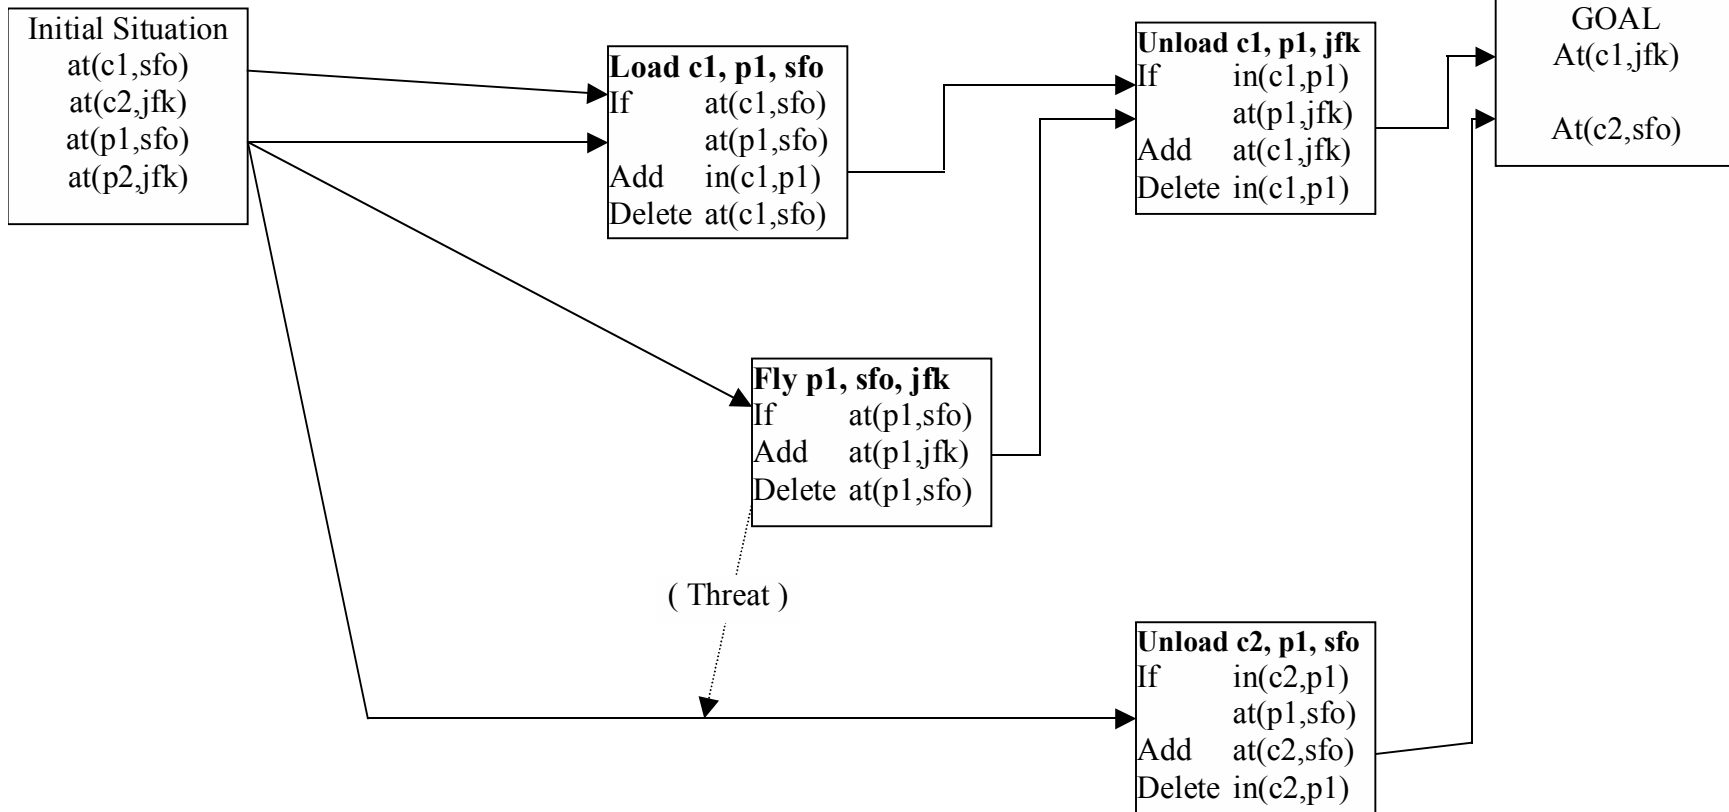 Initial Situation
at(c1,sfo)
at(c2,jfk)
at(p1,sfo)
at(p2,jfk)
Load c1, p1, sfo
If at(c1,sfo)
at(p1,sfo)
Add in(c1,p1)
Delete at(c1,sfo)
Unload c1, p1, jfk
If in(c1,p1)
at(p1,jfk)
Add at(c1,jfk)
Delete in(c1,p1)
GOAL
At(c1,jfk)
At(c2,sfo)
Fly p1, sfo, jfk
If at(p1,sfo)
Add at(p1,jfk)
Delete at(p1,sfo)
( Threat )
Unload c2, p1, sfo
If in(c2,p1)
at(p1,sfo)
Add at(c2,sfo)
Delete in(c2,p1)